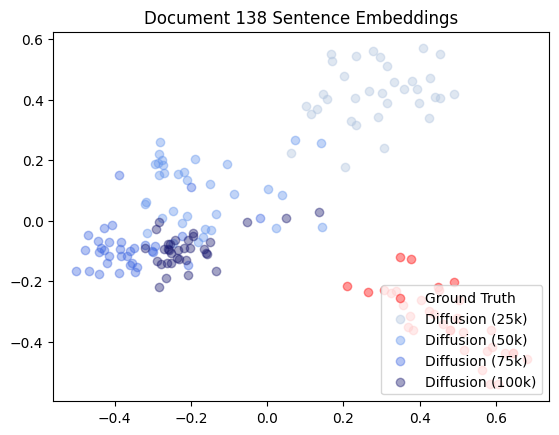 Document 138 Sentence Embeddings
0.6
0.4
0.2
0.0
−0.2
−0.4
Ground Truth
Diffusion (25k)
Diffusion (50k)
Diffusion (75k)
Diffusion (100k)
−0.4 −0.2 0.0 0.2 0.4 0.6